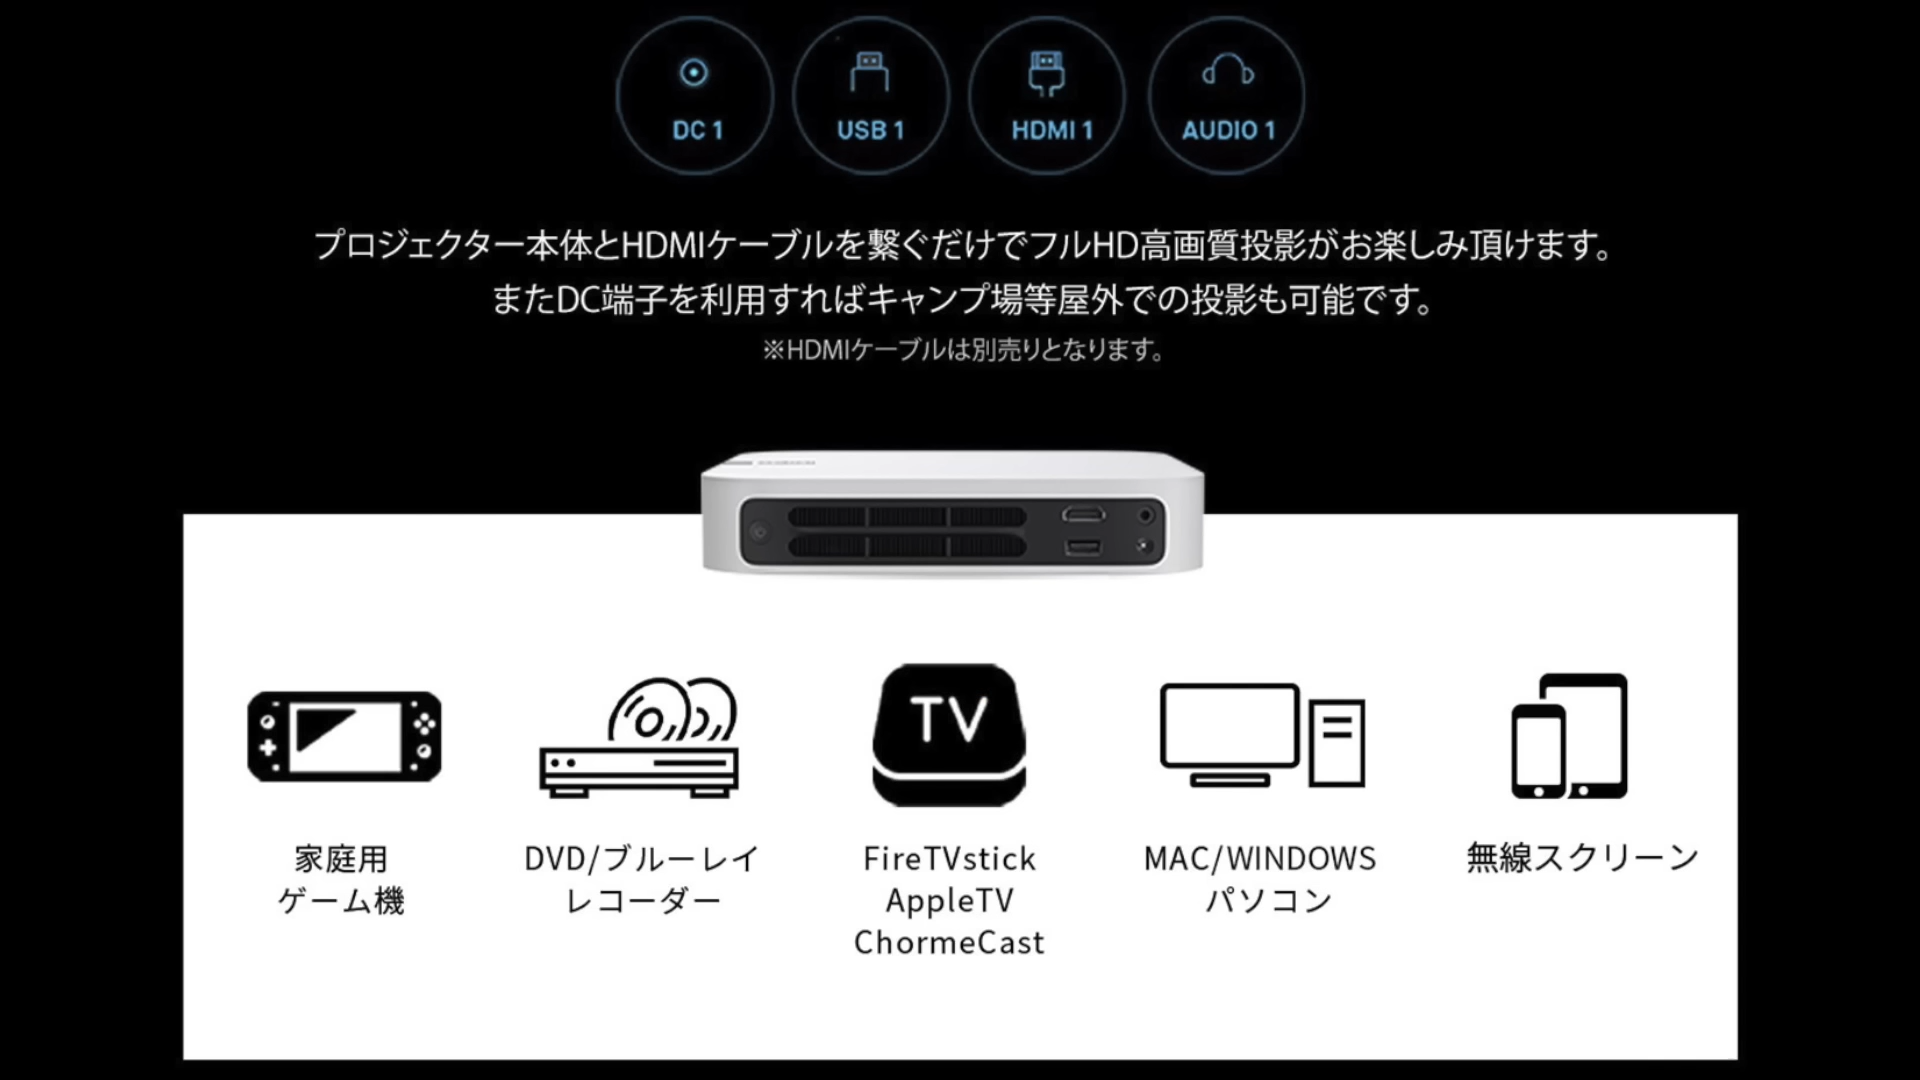 DC 1
USB 1
HDMI 1
AUDIO 1
プロジェクター本体とHDMIケーブルを繋ぐだけでフルHD高画質投影がお楽しみ頂けます。
またDC端子を利用すればキャンプ場等屋外での投影も可能です。
※HDMIケーブルは別売りとなります。
TV
家庭用
ゲーム機
DVD/ブルーレイ
レコーダー
FireTVstick
AppleTV
ChormeCast
MAC/WINDOWS
パソコン
無線スクリーン